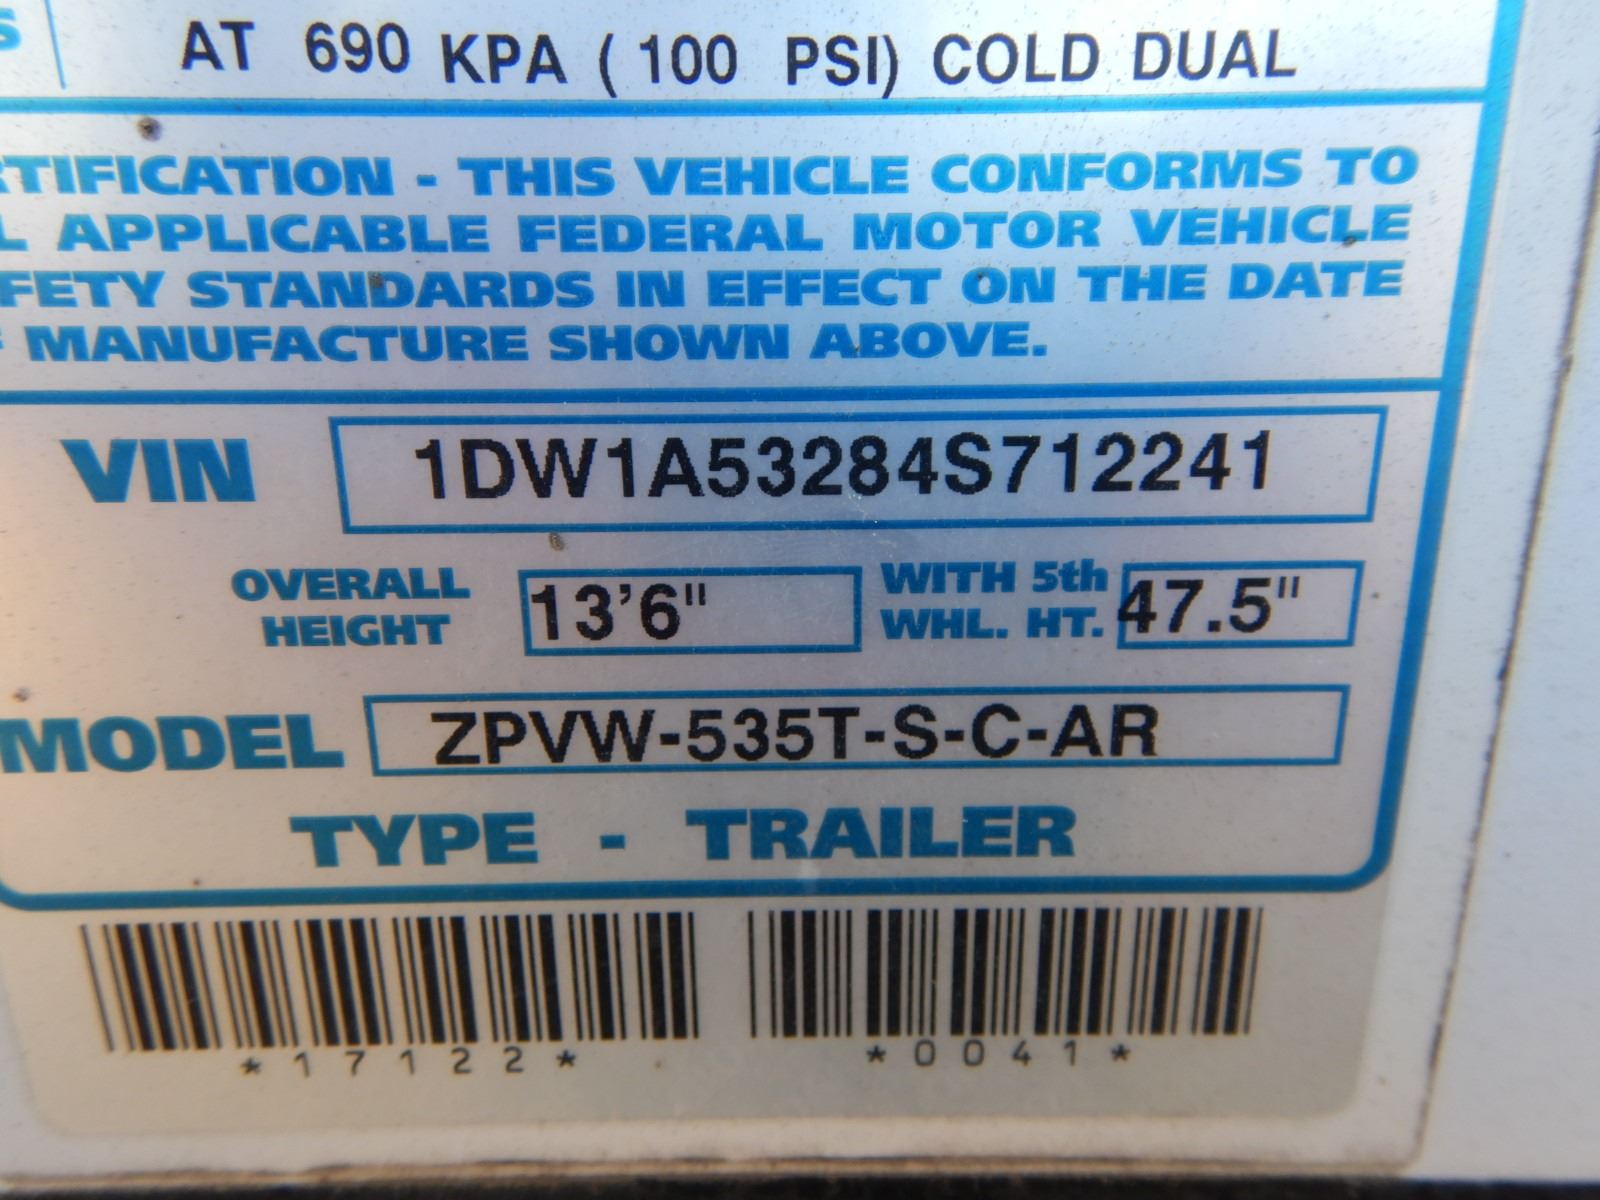 AT 690 KPA ( 100 PSI) COLD DUAL
RTIFICATION - THIS VEHICLE CONFORMS TO
L APPLICABLE FEDERAL MOTOR VEHICLE
FETY STANDARDS IN EFFECT ON THE DATE
F MANUFACTURE SHOWN ABOVE.
VIN 1DW1A53284S712241
OVERALL HEIGHT 13'6" WITH 5th WHL. HT. 47.5"
MODEL ZPVW-535T-S-C-AR
TYPE - TRAILER
*17122* *0041*